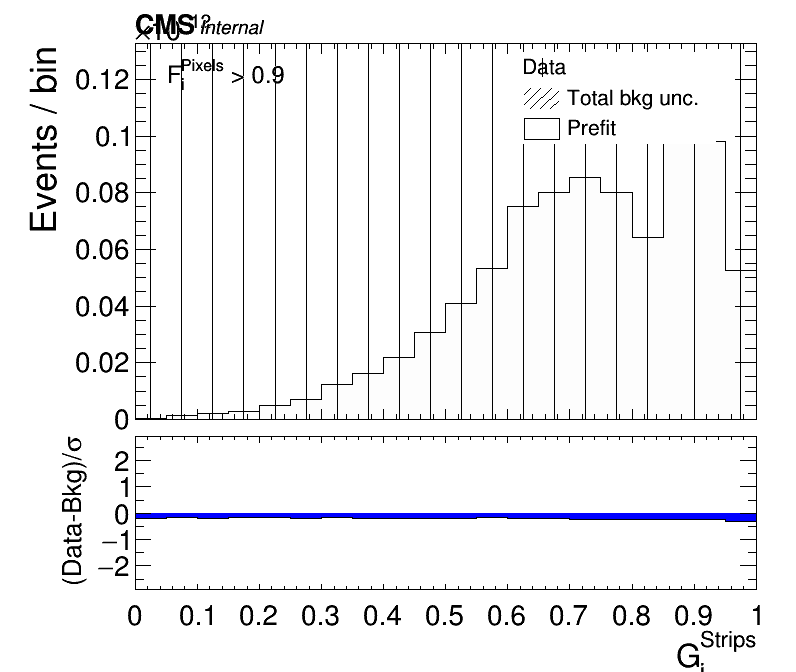 CMS Internal
×10^12
F_i^Pixels > 0.9
Data
Total bkg unc.
Prefit
Events / bin
0.12
0.1
0.08
0.06
0.04
0.02
0
(Data-Bkg)/σ
2
1
0
−1
−2
0 0.1 0.2 0.3 0.4 0.5 0.6 0.7 0.8 0.9 1
G_i^Strips